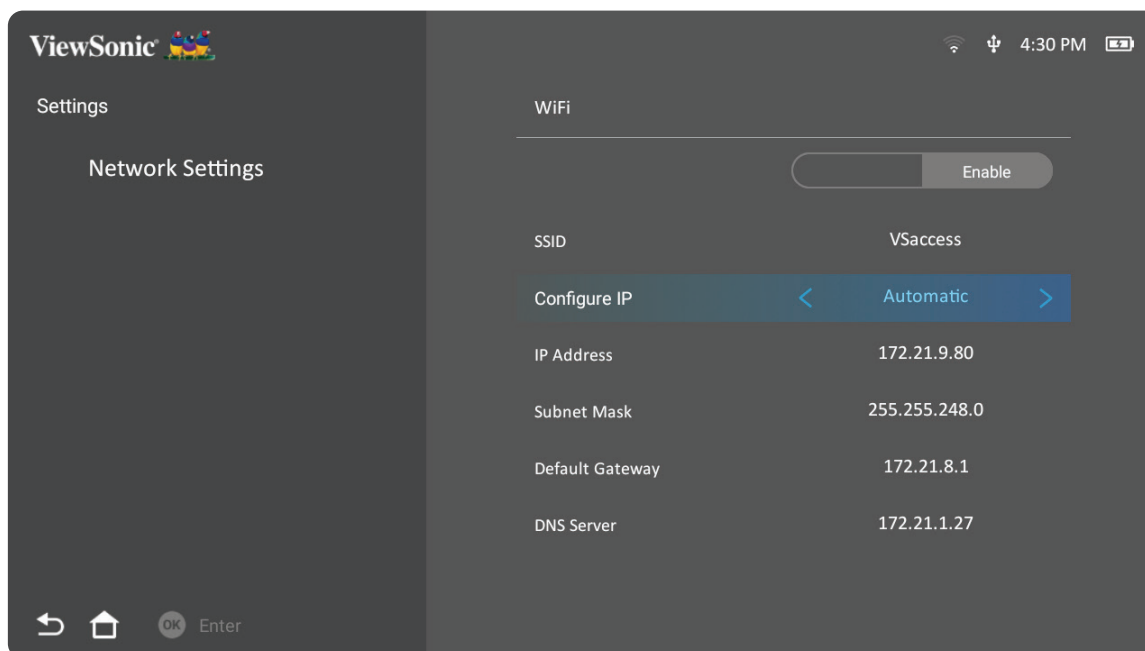 ViewSonic®
4:30 PM
Settings
Network Settings
WiFi
Enable
SSID VSaccess
Configure IP < Automatic >
IP Address 172.21.9.80
Subnet Mask 255.255.248.0
Default Gateway 172.21.8.1
DNS Server 172.21.1.27
OK Enter